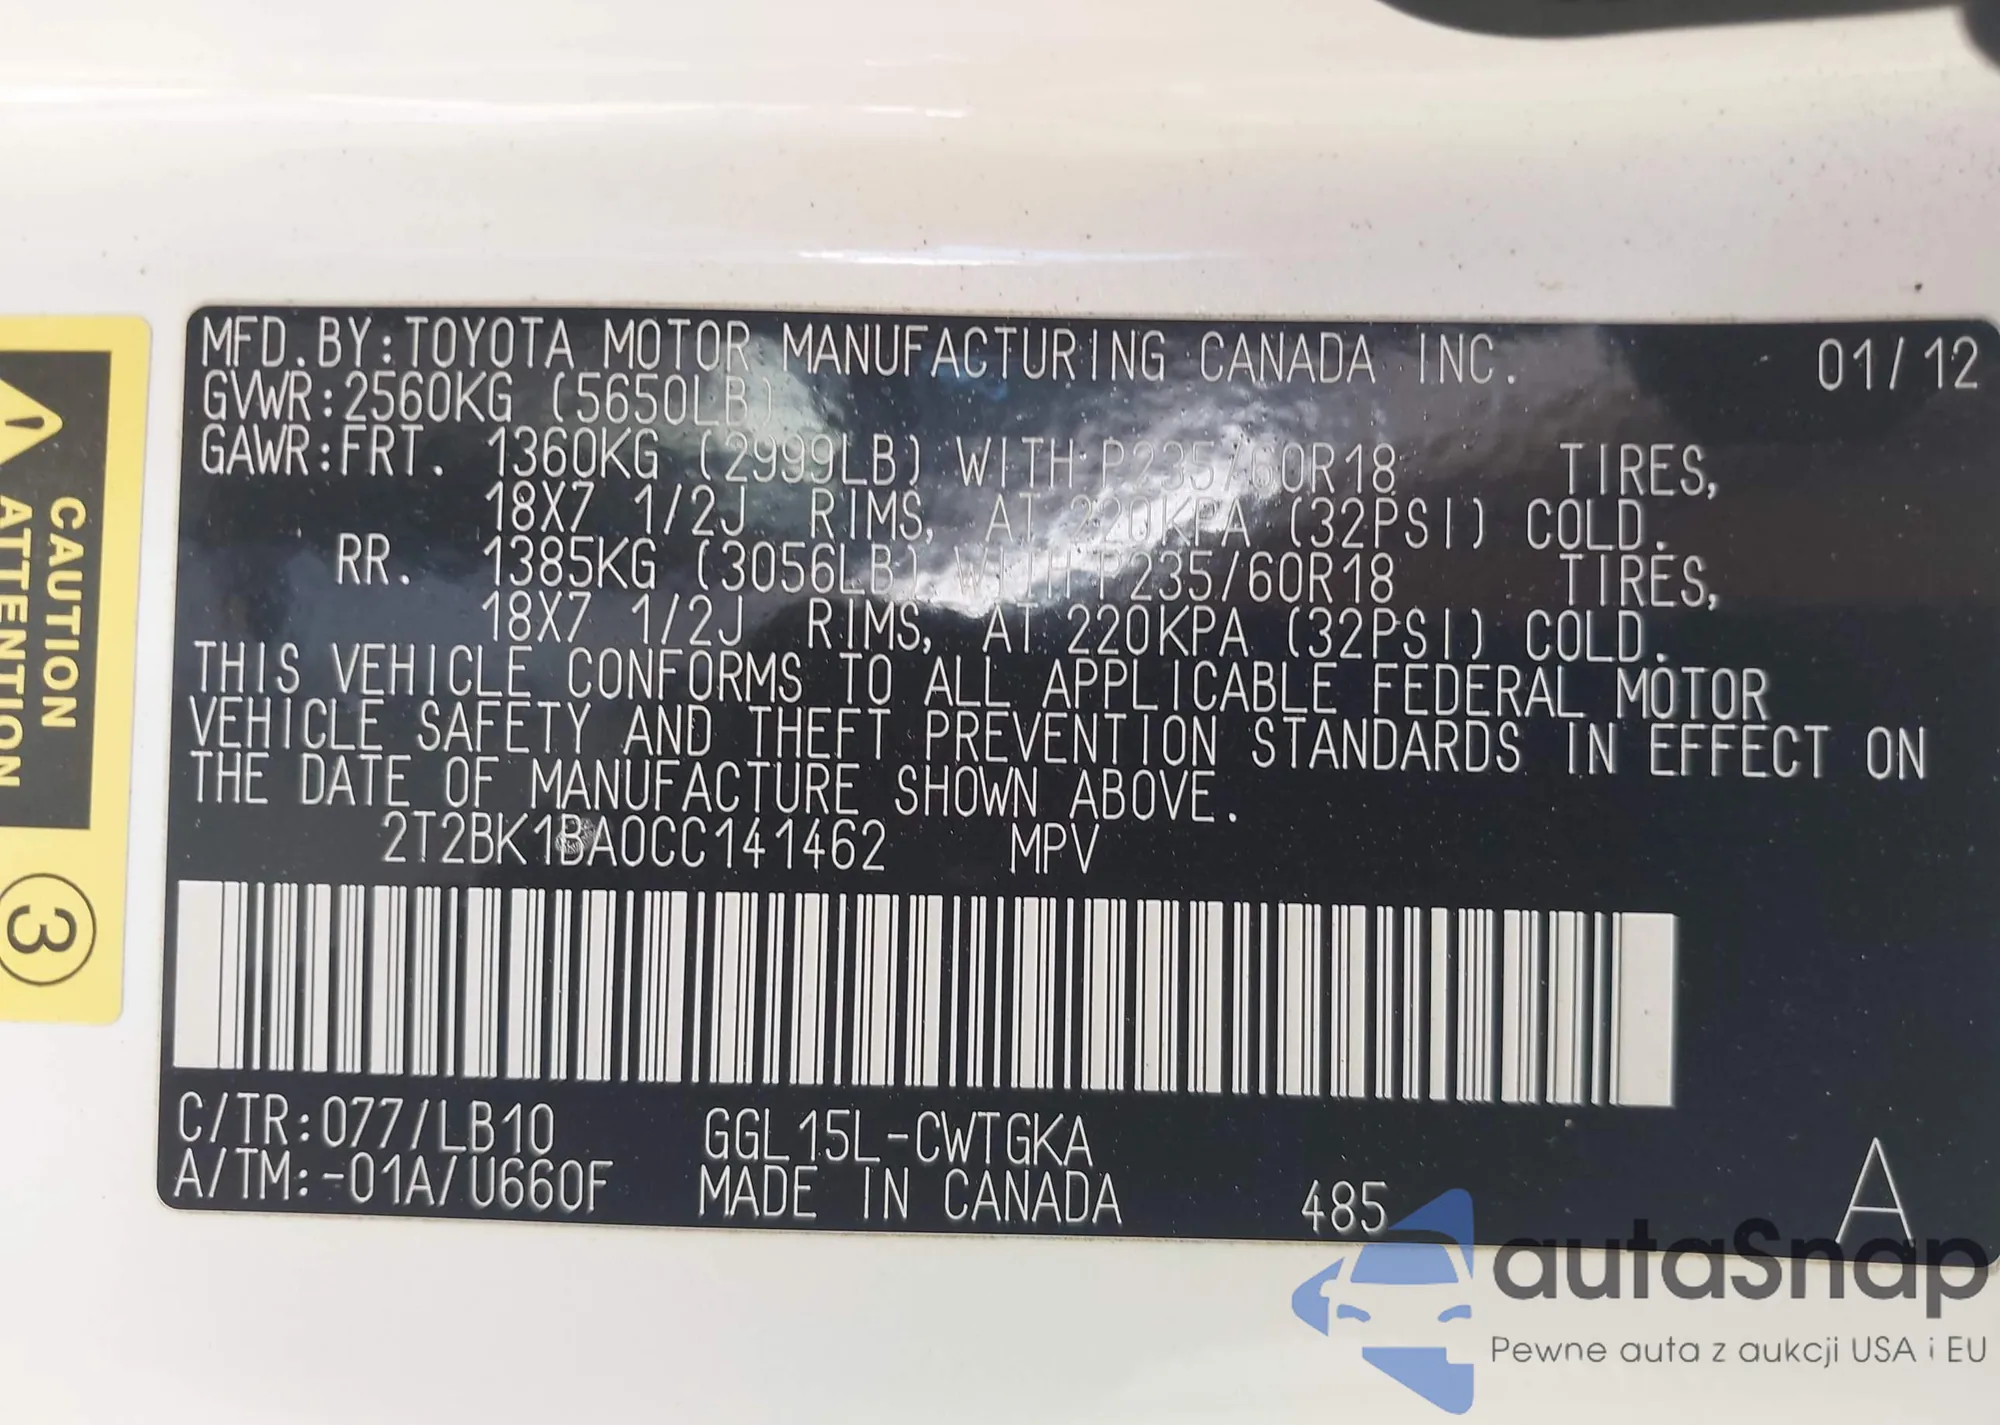 MFD.BY:TOYOTA MOTOR MANUFACTURING CANADA INC. 01/12
GVWR:2560KG (5650LB)
GAWR:FRT. 1360KG (2999LB) WITH P235/60R18 TIRES,
18X7 1/2J RIMS, AT 220KPA (32PSI) COLD.
RR. 1385KG (3056LB) WITH P235/60R18 TIRES,
18X7 1/2J RIMS, AT 220KPA (32PSI) COLD.
THIS VEHICLE CONFORMS TO ALL APPLICABLE FEDERAL MOTOR
VEHICLE SAFETY AND THEFT PREVENTION STANDARDS IN EFFECT ON
THE DATE OF MANUFACTURE SHOWN ABOVE.
2T2BK1BA0CC141462 MPV
C/TR:077/LB10 GGL15L-CWTGKA
A/TM:-01A/U660F MADE IN CANADA 485 A
CAUTION
ATTENTION
3
autoSnap
Pewne auta z aukcji USA i EU